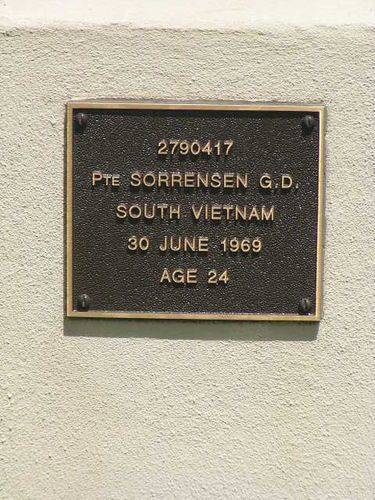 2790417
PTE SORRENSEN G.D.
SOUTH VIETNAM
30 JUNE 1969
AGE 24